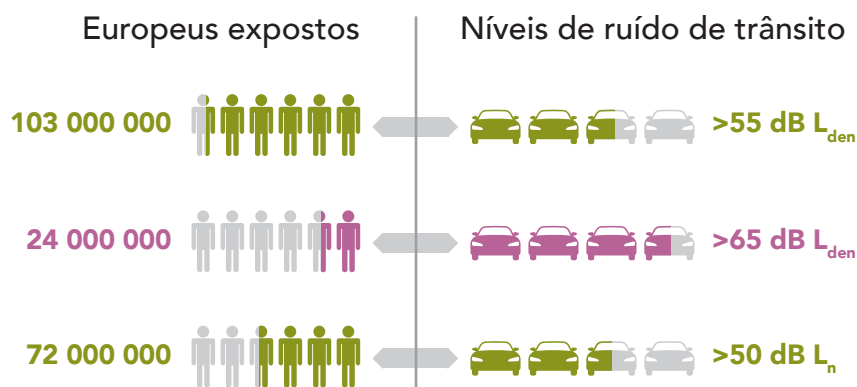 Europeus expostos
Níveis de ruído de trânsito
103 000 000
>55 dB Lden
24 000 000
>65 dB Lden
72 000 000
>50 dB Ln